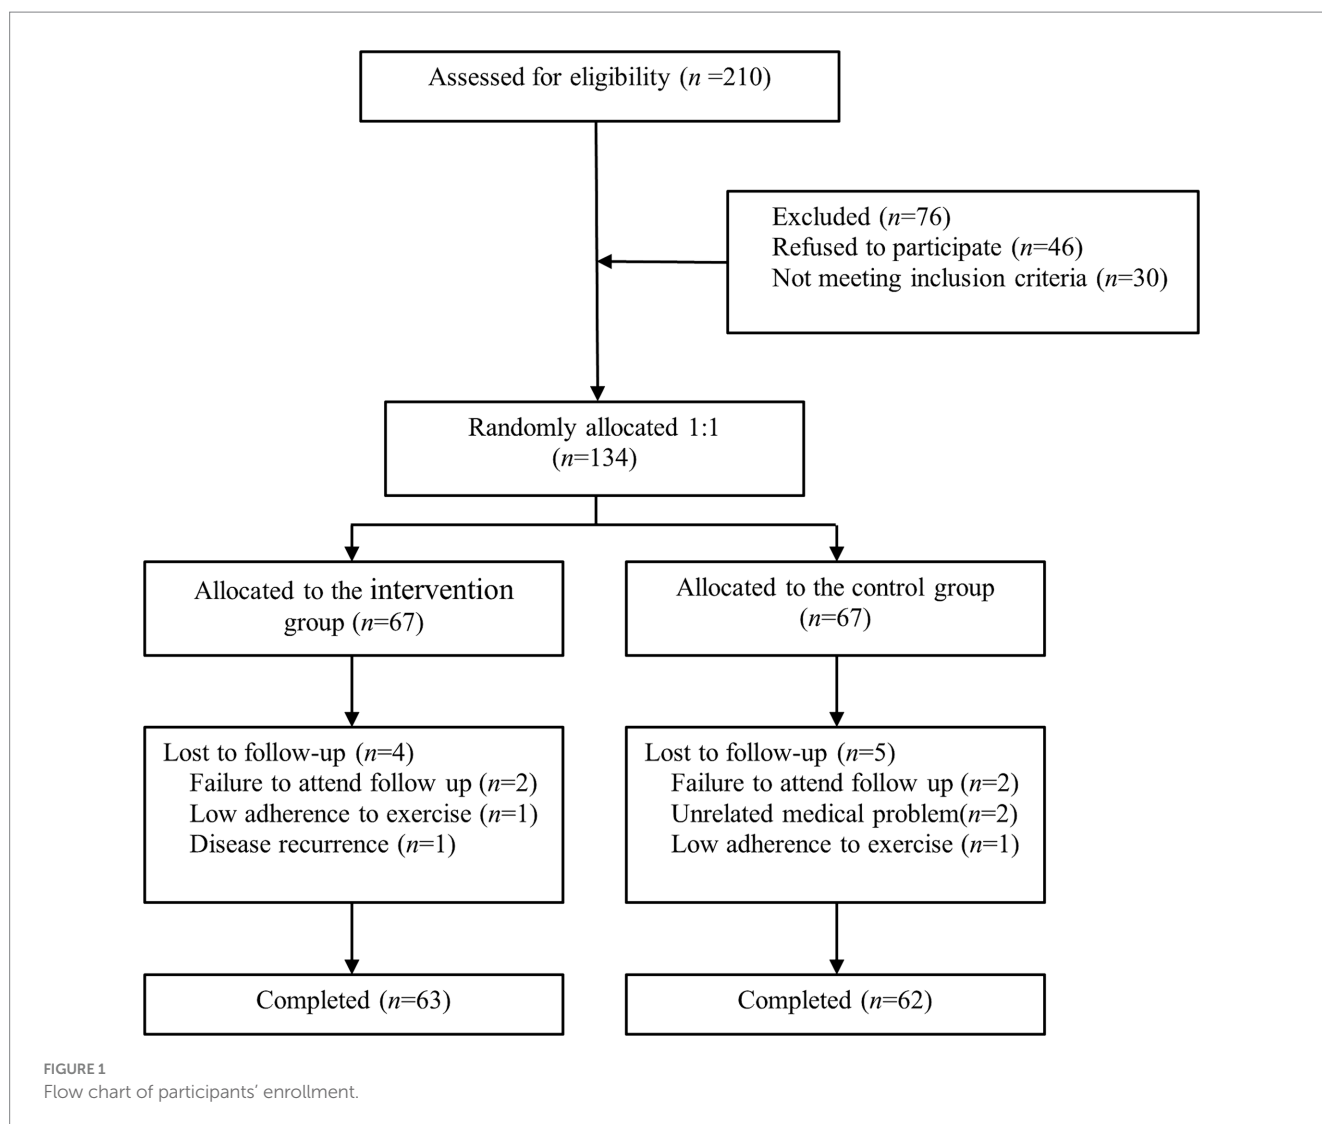 Assessed for eligibility (n =210)
Excluded (n=76)
Refused to participate (n=46)
Not meeting inclusion criteria (n=30)
Randomly allocated 1:1
(n=134)
Allocated to the intervention
group (n=67)
Allocated to the control group
(n=67)
Lost to follow-up (n=4)
Failure to attend follow up (n=2)
Low adherence to exercise (n=1)
Disease recurrence (n=1)
Lost to follow-up (n=5)
Failure to attend follow up (n=2)
Unrelated medical problem(n=2)
Low adherence to exercise (n=1)
Completed (n=63)
Completed (n=62)
FIGURE 1
Flow chart of participants’ enrollment.